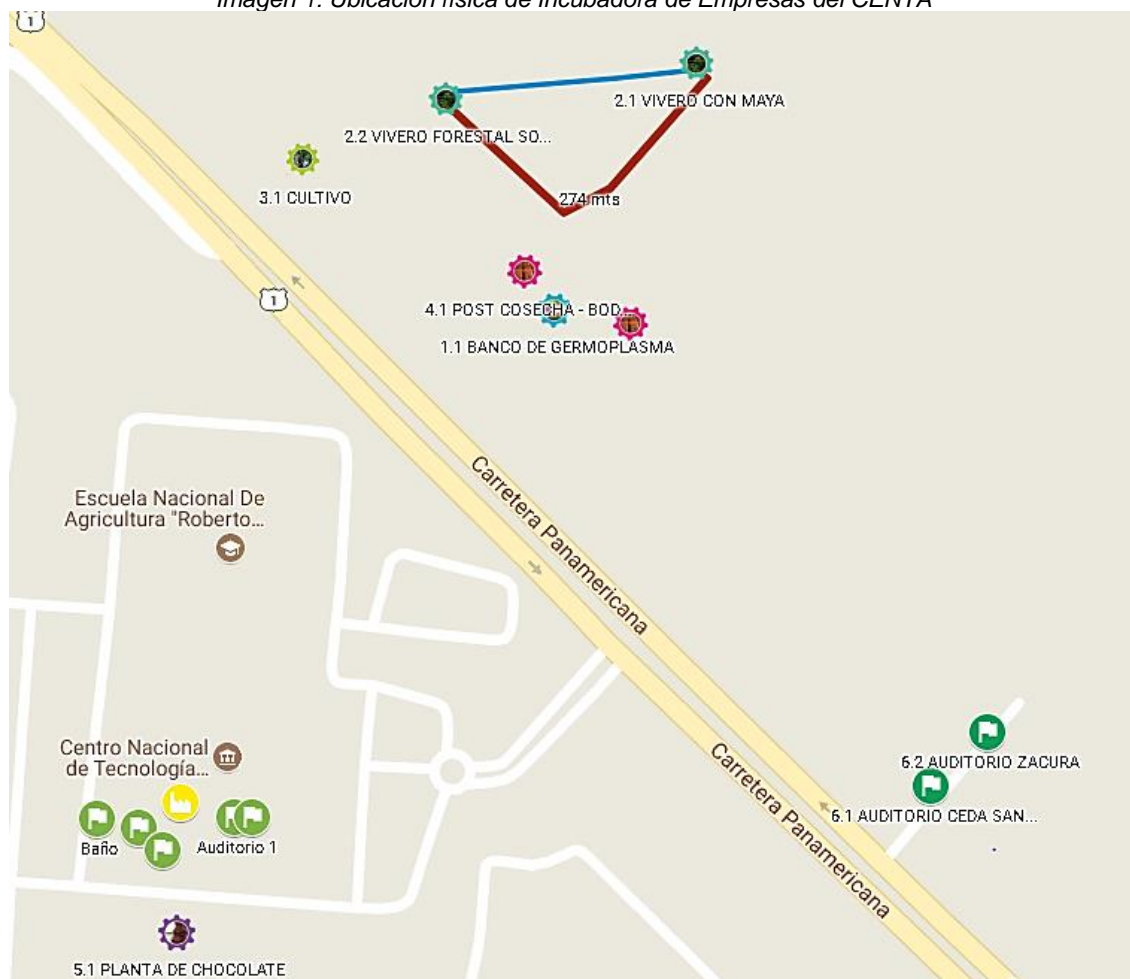 Imagen 1. Ubicación física de Incubadora de Empresas del CENTA
1
2.1 VIVERO CON MAYA
2.2 VIVERO FORESTAL SO...
3.1 CULTIVO
274 mts
1
4.1 POST COSECHA - BOD...
1.1 BANCO DE GERMOPLASMA
Carretera Panamericana
Escuela Nacional De
Agricultura "Roberto...
Centro Nacional
de Tecnología...
Carretera Panamericana
6.2 AUDITORIO ZACURA
6.1 AUDITORIO CEDA SAN...
Baño
Auditorio 1
5.1 PLANTA DE CHOCOLATE